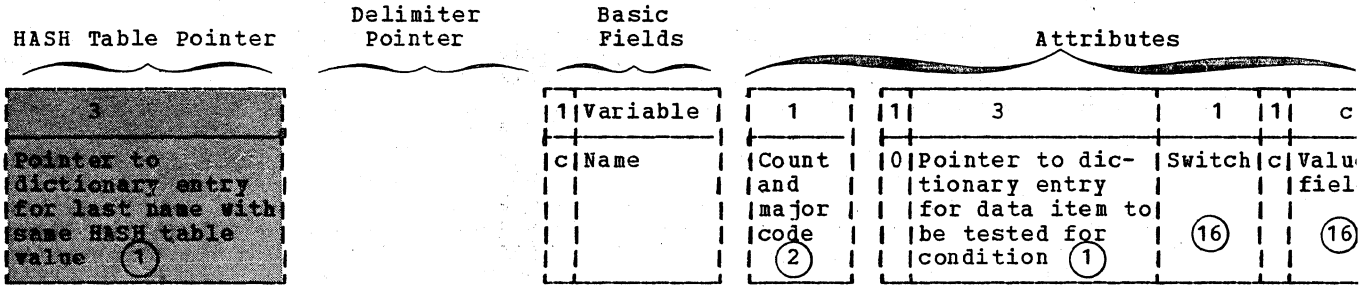 Delimiter Basic
HASH Table Pointer Pointer Fields Attributes
3 1 Variable 1 1 3 1 1 c
Pointer to c Name Count 0 Pointer to dic- Switch c Valu
dictionary entry and tionary entry fiel
for last name with major for data item to
same HASH table code be tested for 16 16
value 1 2 condition 1